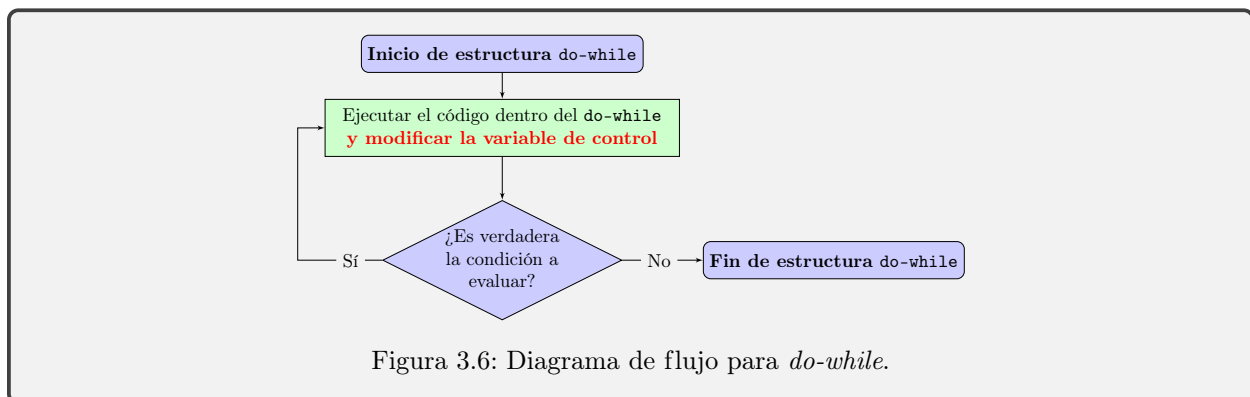 Inicio de estructura do-while
Ejecutar el código dentro del do-while
y modificar la variable de control
¿Es verdadera
la condición a
evaluar?
Sí
No
Fin de estructura do-while
Figura 3.6: Diagrama de flujo para do-while.